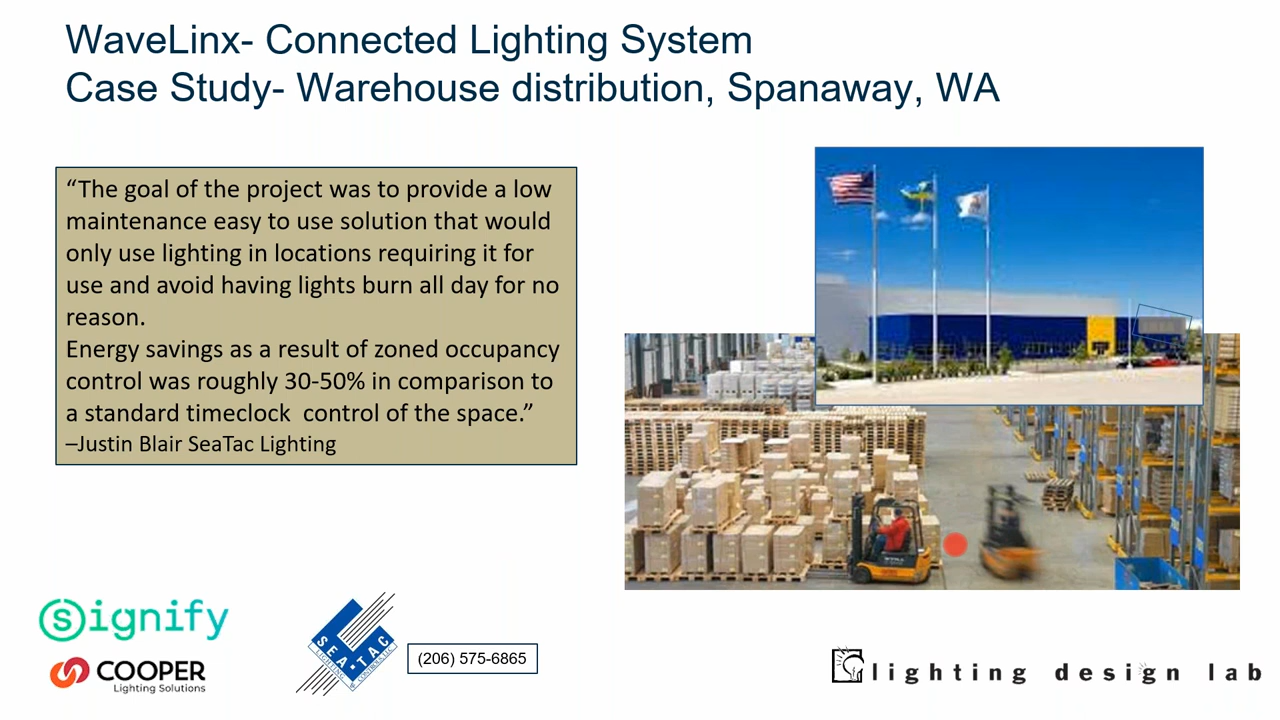 WaveLinx- Connected Lighting System
Case Study- Warehouse distribution, Spanaway, WA
“The goal of the project was to provide a low
maintenance easy to use solution that would
only use lighting in locations requiring it for
use and avoid having lights burn all day for no
reason.
Energy savings as a result of zoned occupancy
control was roughly 30-50% in comparison to
a standard timeclock  control of the space.”
–Justin Blair SeaTac Lighting
signify
COOPER
Lighting Solutions
SEA•TAC
LIGHTING & CONTROLS, LLC
(206) 575-6865
lighting design lab